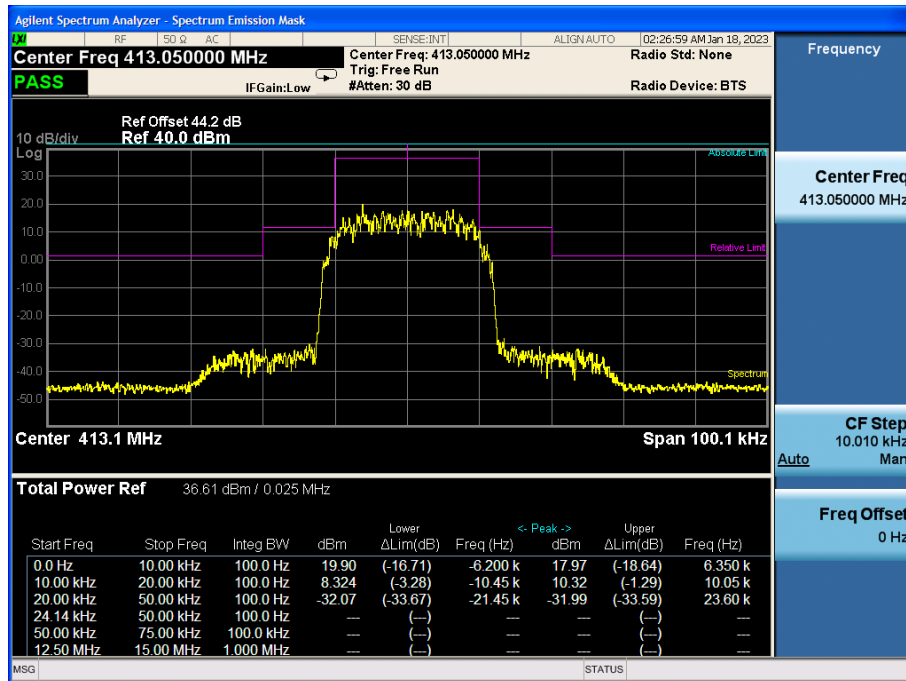 Agilent Spectrum Analyzer - Spectrum Emission Mask
LXI RF 50 Ω AC SENSE:INT ALIGN AUTO 02:26:59 AM Jan 18, 2023
Center Freq 413.050000 MHz Center Freq: 413.050000 MHz Radio Std: None
Trig: Free Run
PASS IFGain:Low #Atten: 30 dB Radio Device: BTS
Frequency
Ref Offset 44.2 dB
10 dB/div Ref 40.0 dBm
Log
Absolute Limit
30.0
20.0
10.0
Relative Limit
0.00
-10.0
-20.0
-30.0
-40.0
Spectrum
-50.0
Center 413.1 MHz Span 100.1 kHz
Center Freq
413.050000 MHz
CF Step
10.010 kHz
Auto Man
Freq Offset
0 Hz
Total Power Ref 36.61 dBm / 0.025 MHz
Lower <- Peak -> Upper
Start Freq Stop Freq Integ BW dBm ΔLim(dB) Freq (Hz) dBm ΔLim(dB) Freq (Hz)
0.0 Hz 10.00 kHz 100.0 Hz 19.90 (-16.71) -6.200 k 17.97 (-18.64) 6.350 k
10.00 kHz 20.00 kHz 100.0 Hz 8.324 (-3.28) -10.45 k 10.32 (-1.29) 10.05 k
20.00 kHz 50.00 kHz 100.0 Hz -32.07 (-33.67) -21.45 k -31.99 (-33.59) 23.60 k
24.14 kHz 50.00 kHz 100.0 Hz --- (---) --- --- (---) ---
50.00 kHz 75.00 kHz 100.0 kHz --- (---) --- --- (---) ---
12.50 MHz 15.00 MHz 1.000 MHz --- (---) --- --- (---) ---
MSG STATUS